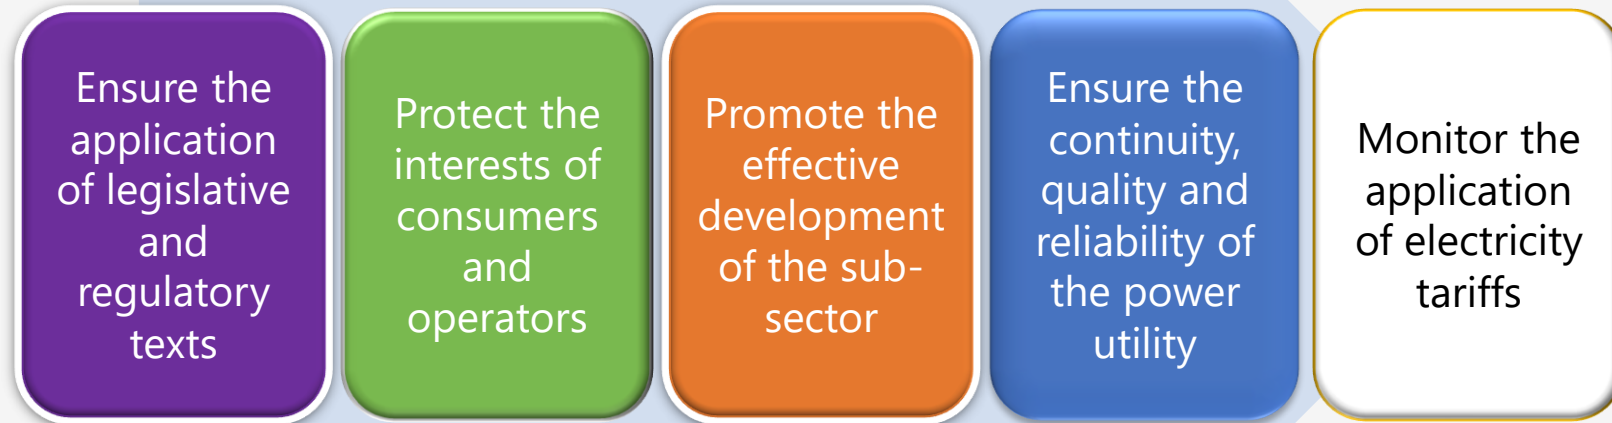 Ensure the
application
of legislative
and
regulatory
texts
Protect the
interests of
consumers
and
operators
Promote the
effective
development
of the sub-
sector
Ensure the
continuity,
quality and
reliability of
the power
utility
Monitor the
application
of electricity
tariffs